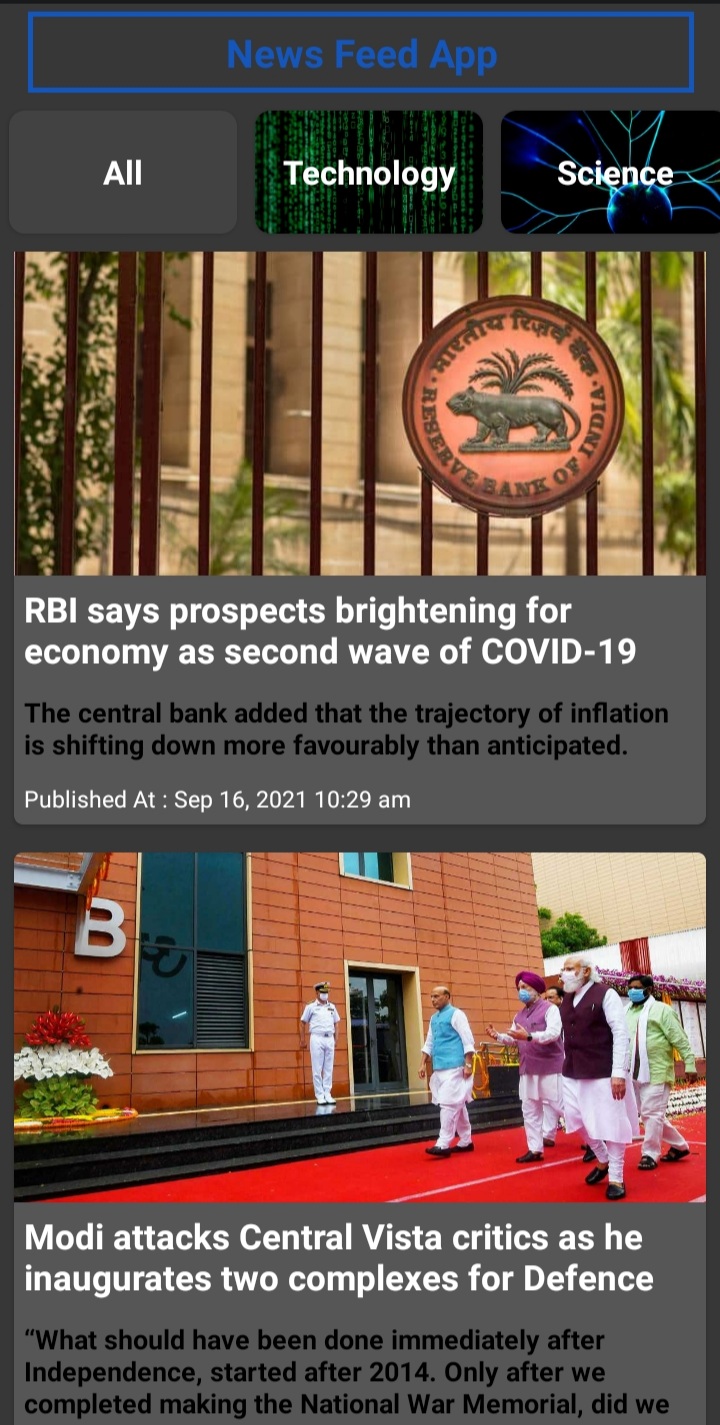 News Feed App
All
Technology
Science
भारतीय रिज़र्व बैंक
RESERVE BANK OF INDIA
RBI says prospects brightening for
economy as second wave of COVID-19
The central bank added that the trajectory of inflation
is shifting down more favourably than anticipated.
Published At : Sep 16, 2021 10:29 am
B
Modi attacks Central Vista critics as he
inaugurates two complexes for Defence
“What should have been done immediately after
Independence, started after 2014. Only after we
completed making the National War Memorial, did we